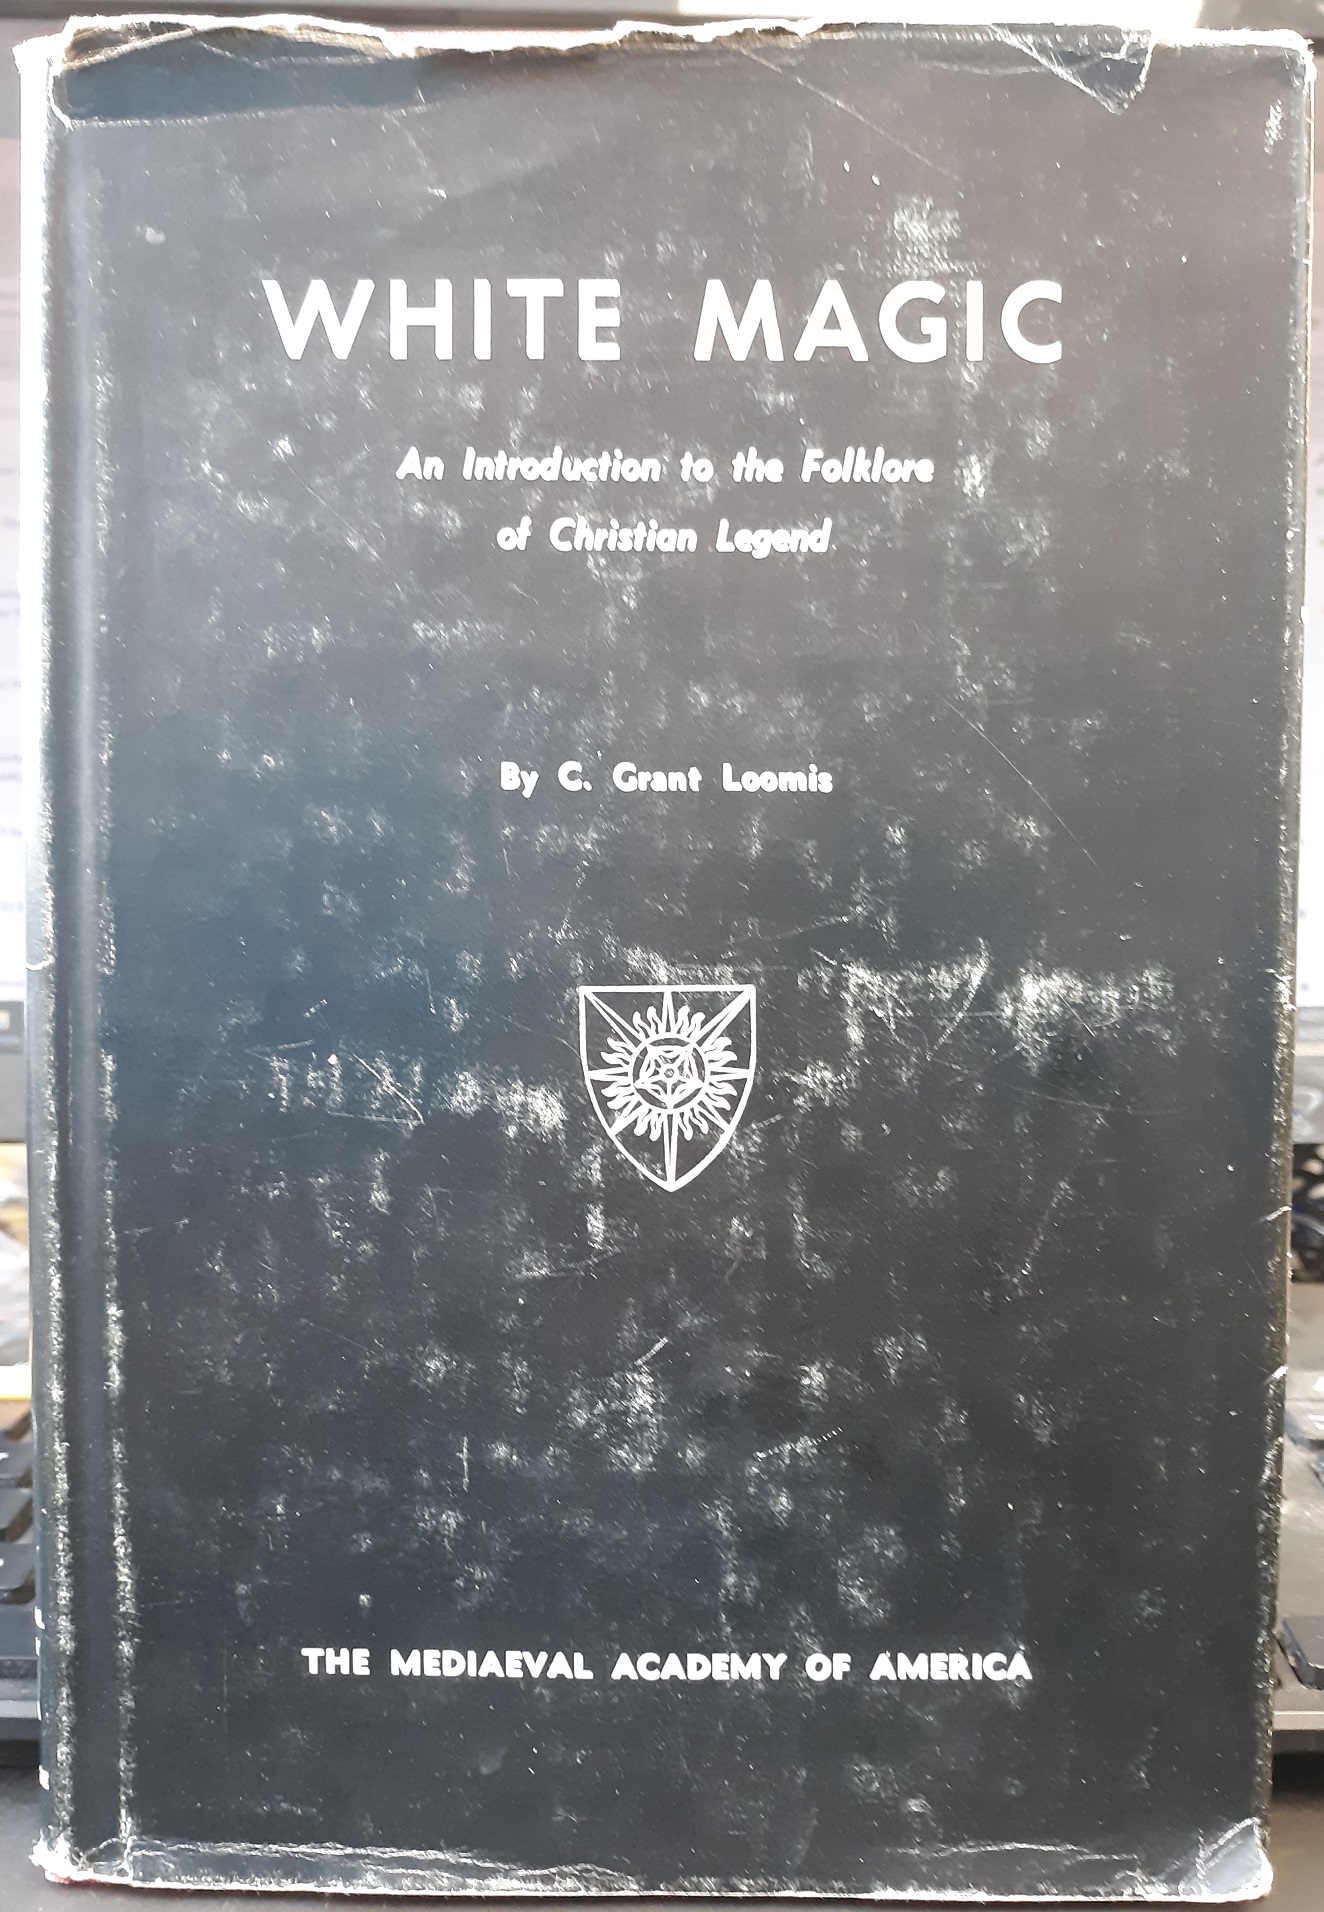 WHITE MAGIC
An Introduction to the Folklore
of Christian Legend
By C. Grant Loomis
THE MEDIAEVAL ACADEMY OF AMERICA